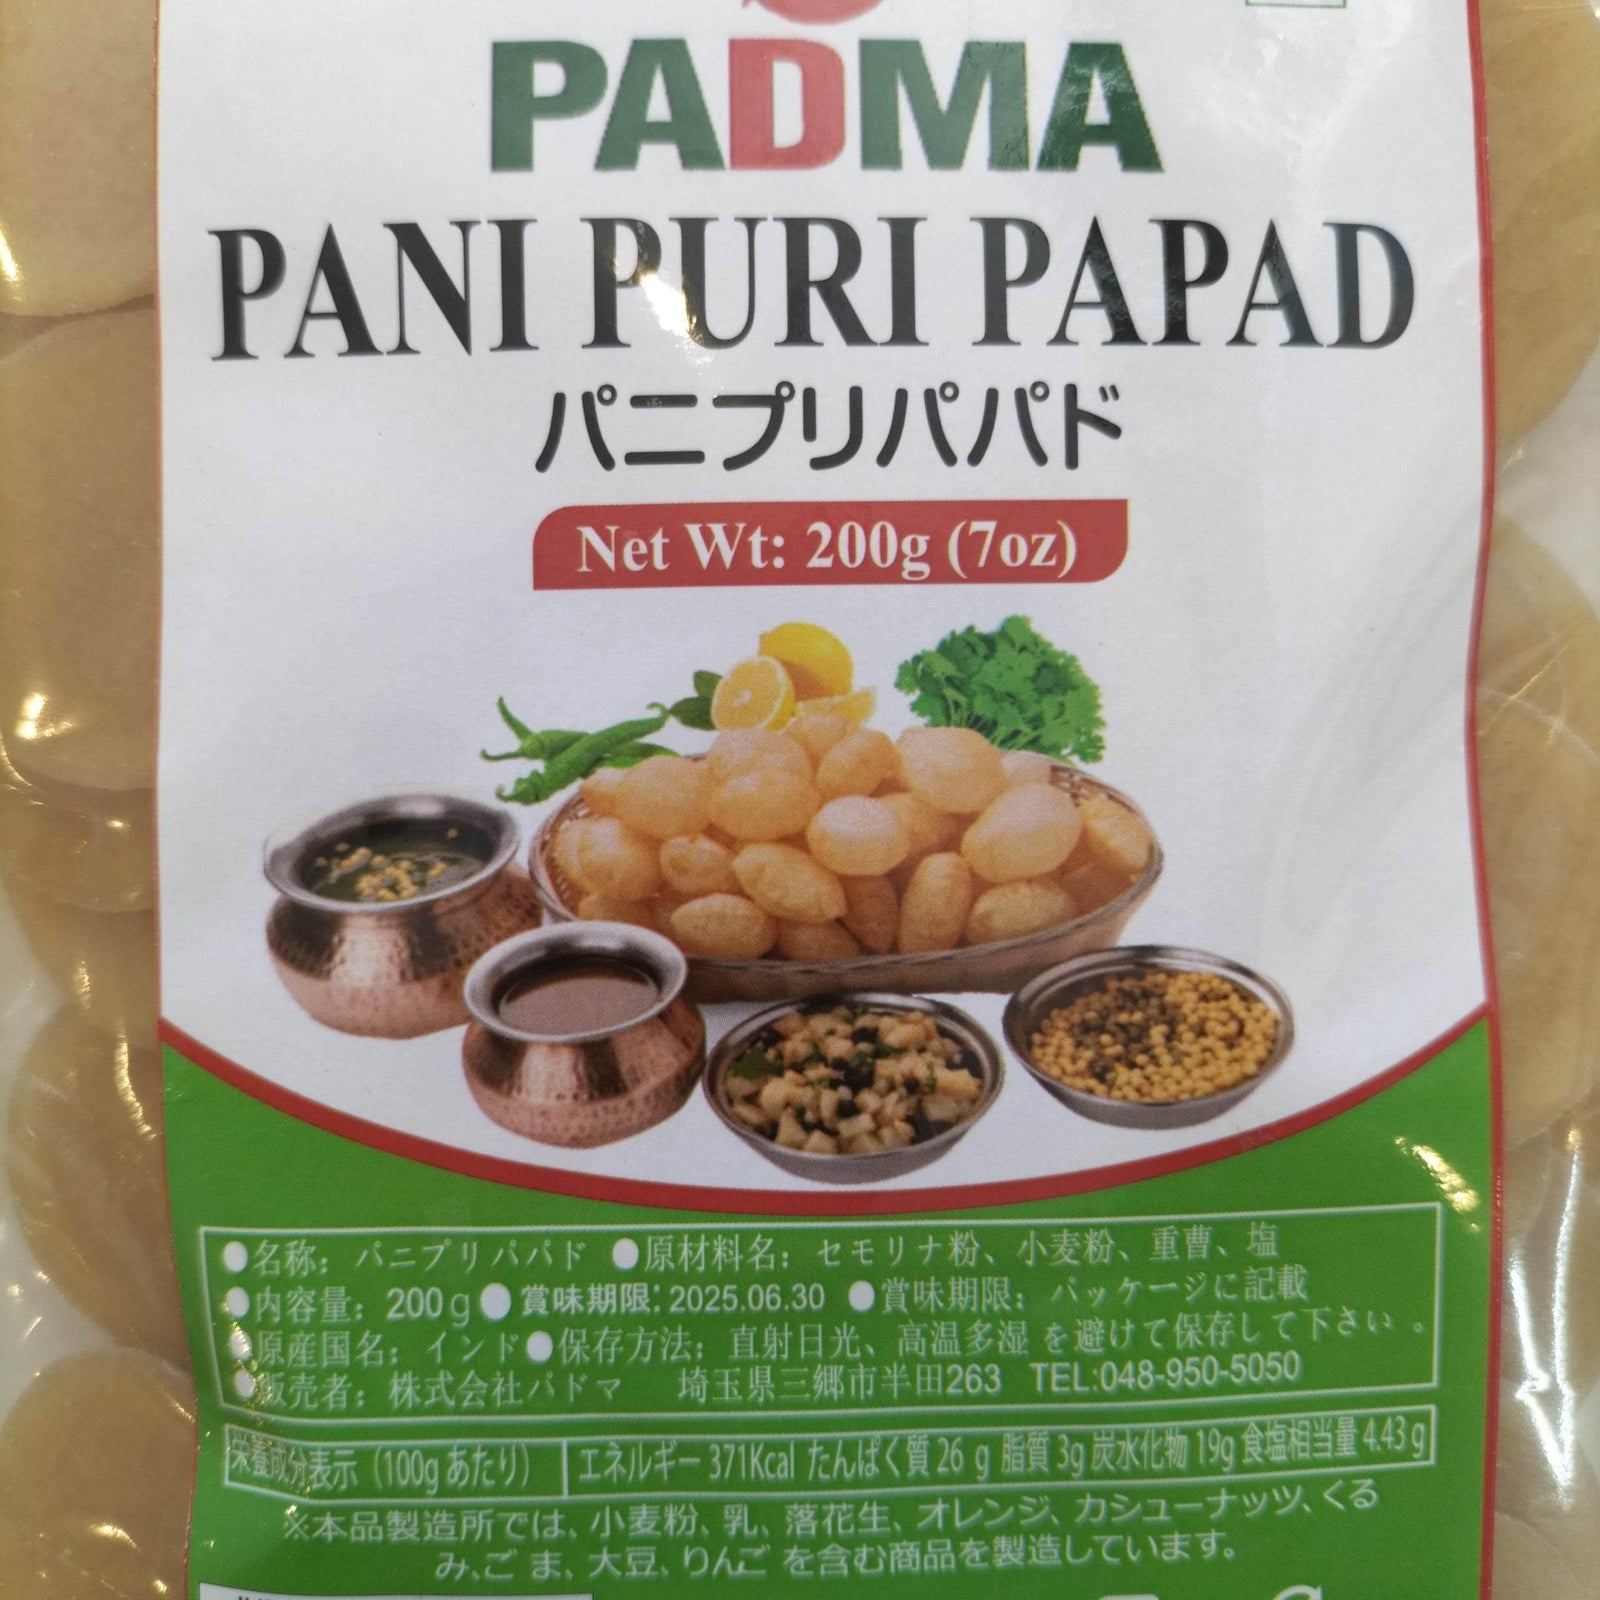 PADMA
PANI PURI PAPAD
パニプリパパド
Net Wt: 200g (7oz)
●名称: パニプリパパド ●原材料名: セモリナ粉、小麦粉、重曹、塩
●内容量: 200g ●賞味期限: 2025.06.30 ●賞味期限: パッケージに記載
●原産国名: インド ●保存方法: 直射日光、高温多湿 を避けて保存して下さい 。
●販売者: 株式会社パドマ 埼玉県三郷市半田263 TEL:048-950-5050
栄養成分表示 (100gあたり) エネルギー 371Kcal たんぱく質 26 g 脂質 3g 炭水化物 19g 食塩相当量 4.43 g
※本品製造所では、小麦粉、乳、落花生、オレンジ、カシューナッツ、くる
み、ごま、大豆、りんご を含む商品を製造しています。